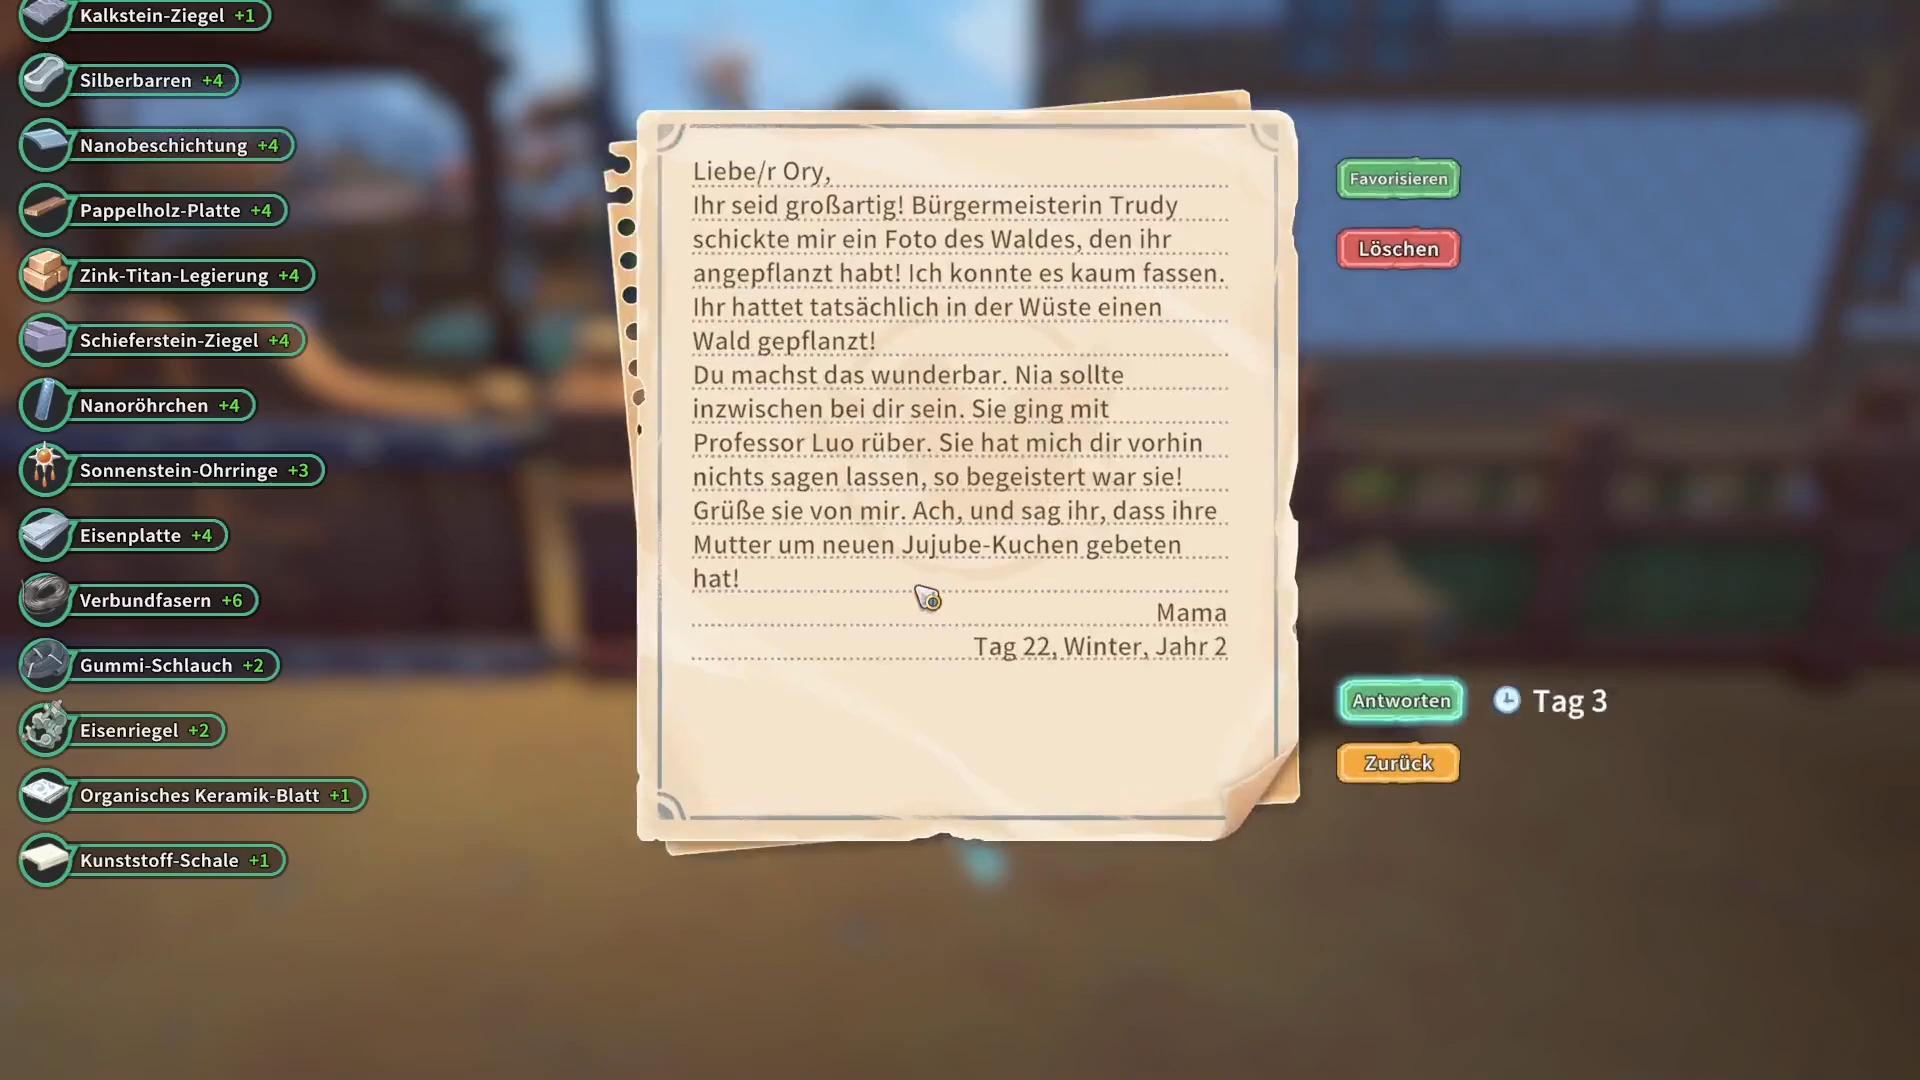 Kalkstein-Ziegel +1
Silberbarren +4
Nanobeschichtung +4
Pappelholz-Platte +4
Zink-Titan-Legierung +4
Schieferstein-Ziegel +4
Nanoröhrchen +4
Sonnenstein-Ohrringe +3
Eisenplatte +4
Verbundfasern +6
Gummi-Schlauch +2
Eisenriegel +2
Organisches Keramik-Blatt +1
Kunststoff-Schale +1
Liebe/r Ory,
Ihr seid großartig! Bürgermeisterin Trudy
schickte mir ein Foto des Waldes, den ihr
angepflanzt habt! Ich konnte es kaum fassen.
Ihr hattet tatsächlich in der Wüste einen
Wald gepflanzt!
Du machst das wunderbar. Nia sollte
inzwischen bei dir sein. Sie ging mit
Professor Luo rüber. Sie hat mich dir vorhin
nichts sagen lassen, so begeistert war sie!
Grüße sie von mir. Ach, und sag ihr, dass ihre
Mutter um neuen Jujube-Kuchen gebeten
hat!
Mama
Tag 22, Winter, Jahr 2
Favorisieren
Löschen
Antworten
Tag 3
Zurück